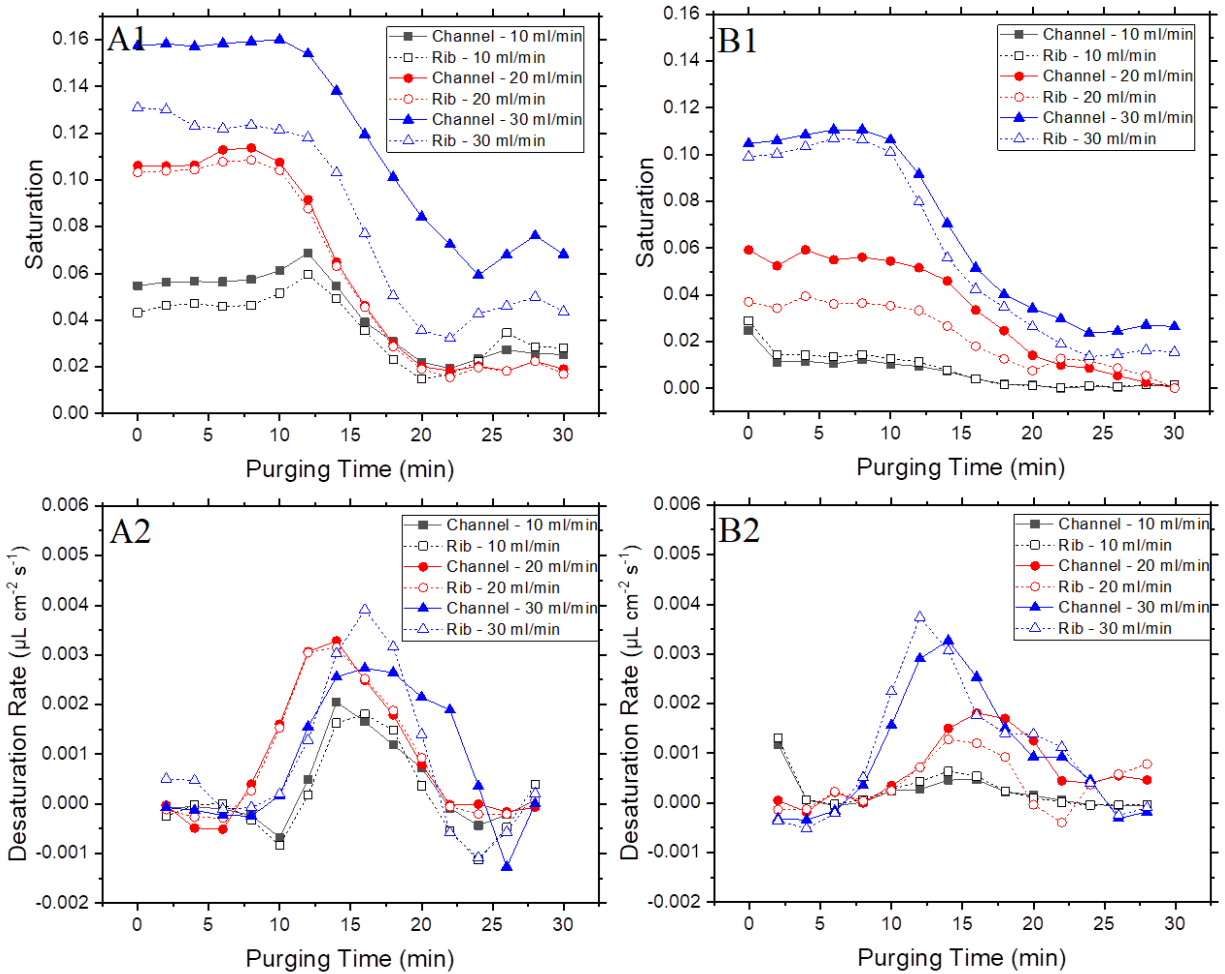 A1
Channel - 10 ml/min
Rib - 10 ml/min
Channel - 20 ml/min
Rib - 20 ml/min
Channel - 30 ml/min
Rib - 30 ml/min
0.16
0.14
0.12
0.10
0.08
0.06
0.04
0.02
0.00
Saturation
0 5 10 15 20 25 30
Purging Time (min)
B1
Channel - 10 ml/min
Rib - 10 ml/min
Channel - 20 ml/min
Rib - 20 ml/min
Channel - 30 ml/min
Rib - 30 ml/min
0.16
0.14
0.12
0.10
0.08
0.06
0.04
0.02
0.00
Saturation
0 5 10 15 20 25 30
Purging Time (min)
A2
Channel - 10 ml/min
Rib - 10 ml/min
Channel - 20 ml/min
Rib - 20 ml/min
Channel - 30 ml/min
Rib - 30 ml/min
0.006
0.005
0.004
0.003
0.002
0.001
0.000
-0.001
-0.002
Desaturation Rate (µL cm⁻² s⁻¹)
0 5 10 15 20 25 30
Purging Time (min)
B2
Channel - 10 ml/min
Rib - 10 ml/min
Channel - 20 ml/min
Rib - 20 ml/min
Channel - 30 ml/min
Rib - 30 ml/min
0.006
0.005
0.004
0.003
0.002
0.001
0.000
-0.001
-0.002
Desaturation Rate (µL cm⁻² s⁻¹)
0 5 10 15 20 25 30
Purging Time (min)